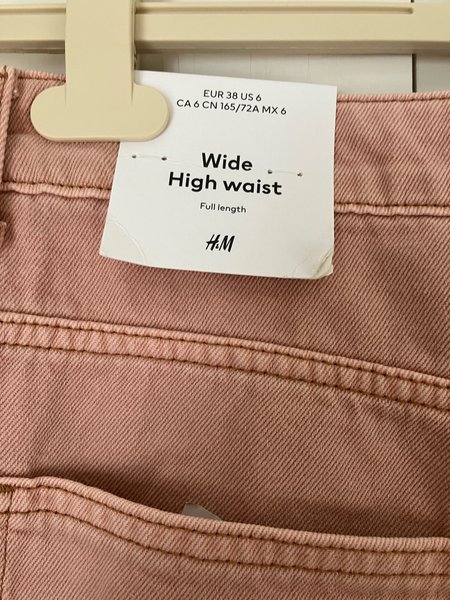 EUR 38 US 6
CA 6 CN 165/72A MX 6
Wide
High waist
Full length
H&M